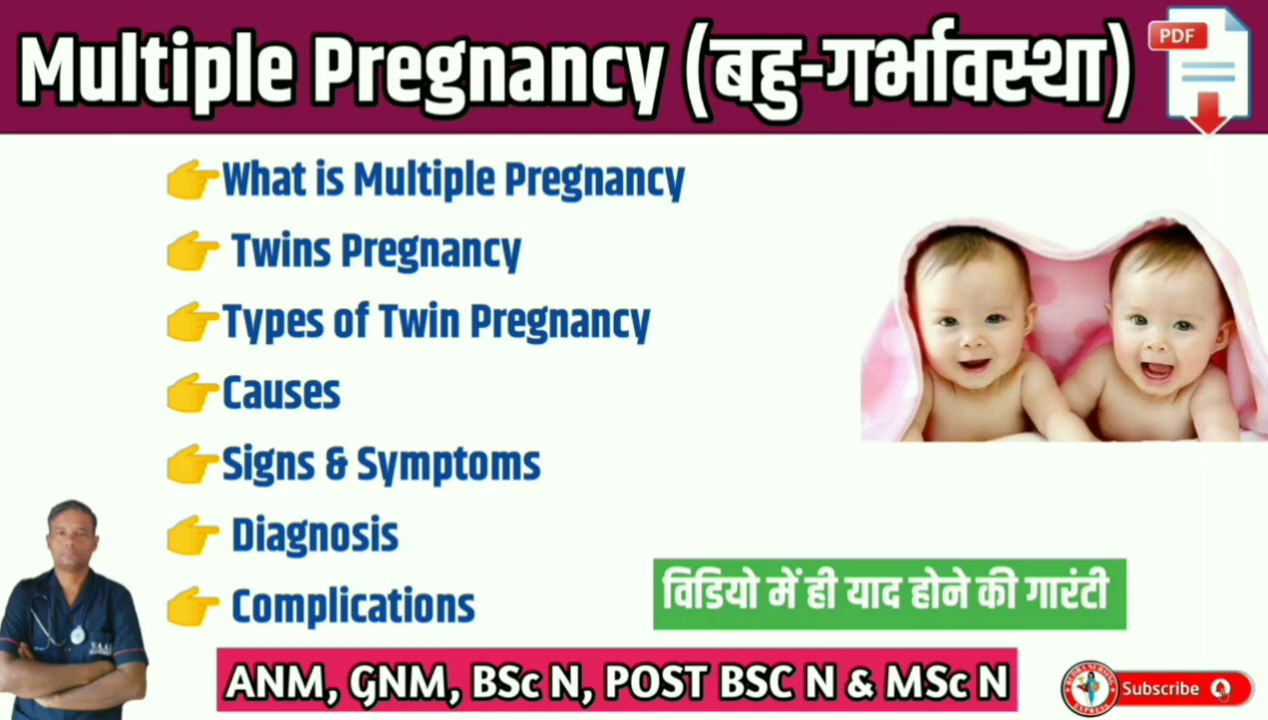 Multiple Pregnancy (बहु-गर्भावस्था)
PDF
👉What is Multiple Pregnancy
👉 Twins Pregnancy
👉Types of Twin Pregnancy
👉Causes
👉Signs & Symptoms
👉 Diagnosis
👉 Complications
विडियो में ही याद होने की गारंटी
ANM, GNM, BSc N, POST BSC N & MSc N
Subscribe
EXPRESS